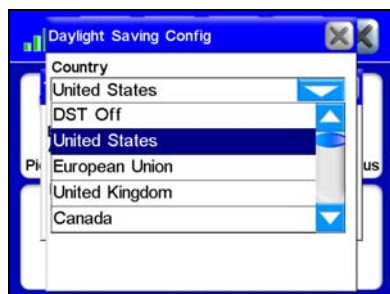 Daylight Saving Config
Country
United States
DST Off
United States
European Union
United Kingdom
Canada